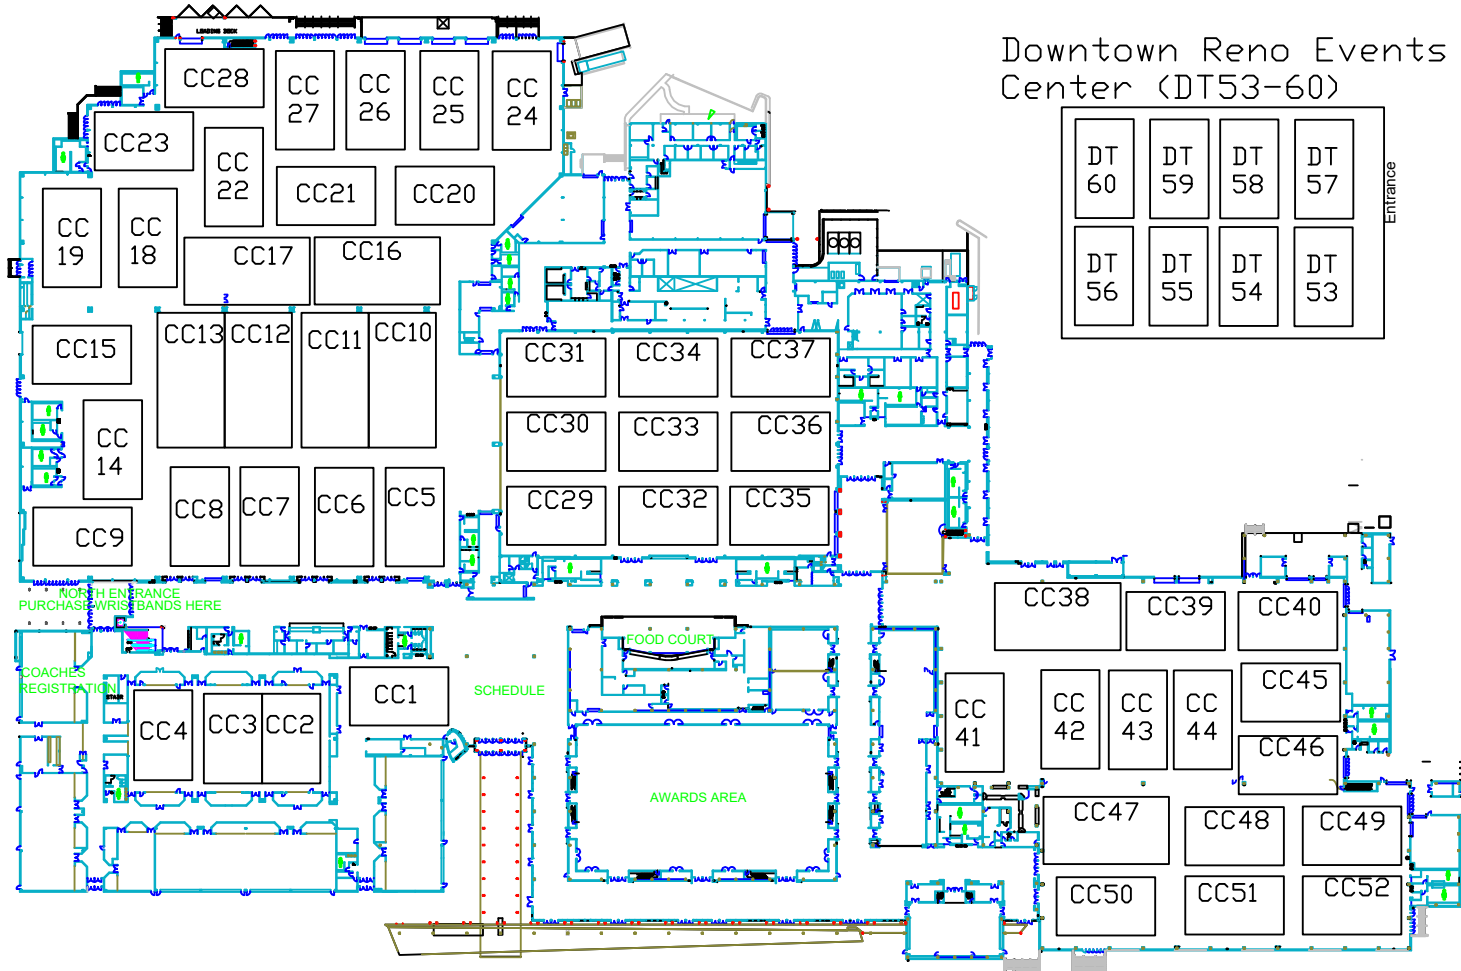 Downtown Reno Events
Center (DT53-60)
LOADING DOCK
CC28
CC
27
CC
26
CC
25
CC
24
CC23
CC
22
CC21
CC20
CC
19
CC
18
CC17
CC16
CC15
CC13
CC12
CC11
CC10
CC
14
CC9
CC8
CC7
CC6
CC5
DT
60
DT
59
DT
58
DT
57
Entrance
DT
56
DT
55
DT
54
DT
53
CC31
CC34
CC37
CC30
CC33
CC36
CC29
CC32
CC35
NORTH ENTRANCE
PURCHASE WRISTBANDS HERE
COACHES
REGISTRATION
STAIR
CC4
CC3
CC2
CC1
SCHEDULE
FOOD COURT
AWARDS AREA
CC38
CC39
CC40
CC
41
CC
42
CC
43
CC
44
CC45
CC46
CC47
CC48
CC49
CC50
CC51
CC52